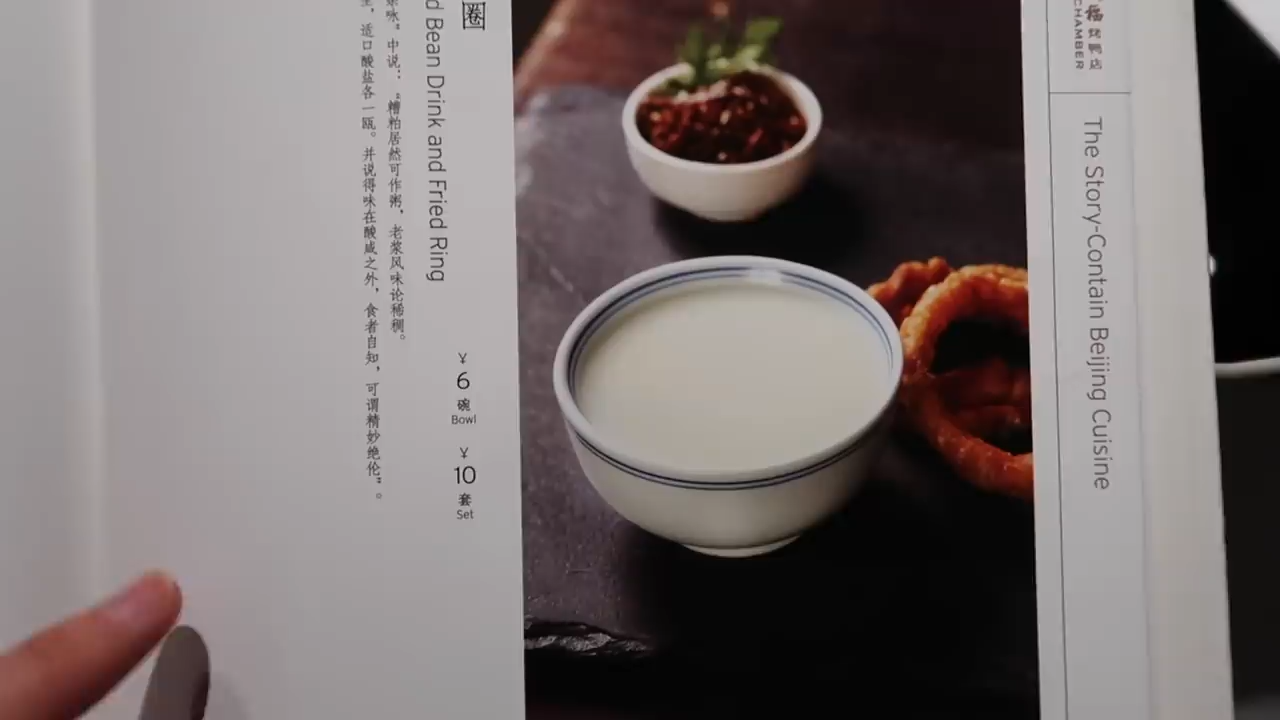 圈
d Bean Drink and Fried Ring
味”中说：“糟粕居然可作粥，老浆风味论稀稠。
，适口酸盐各一瓯。并说得味在酸咸之外，食者自知，可谓精妙绝伦”。
¥
6
碗
Bowl
¥
10
套
Set
烤鸭店
CHAMBER
The Story-Contain Beijing Cuisine